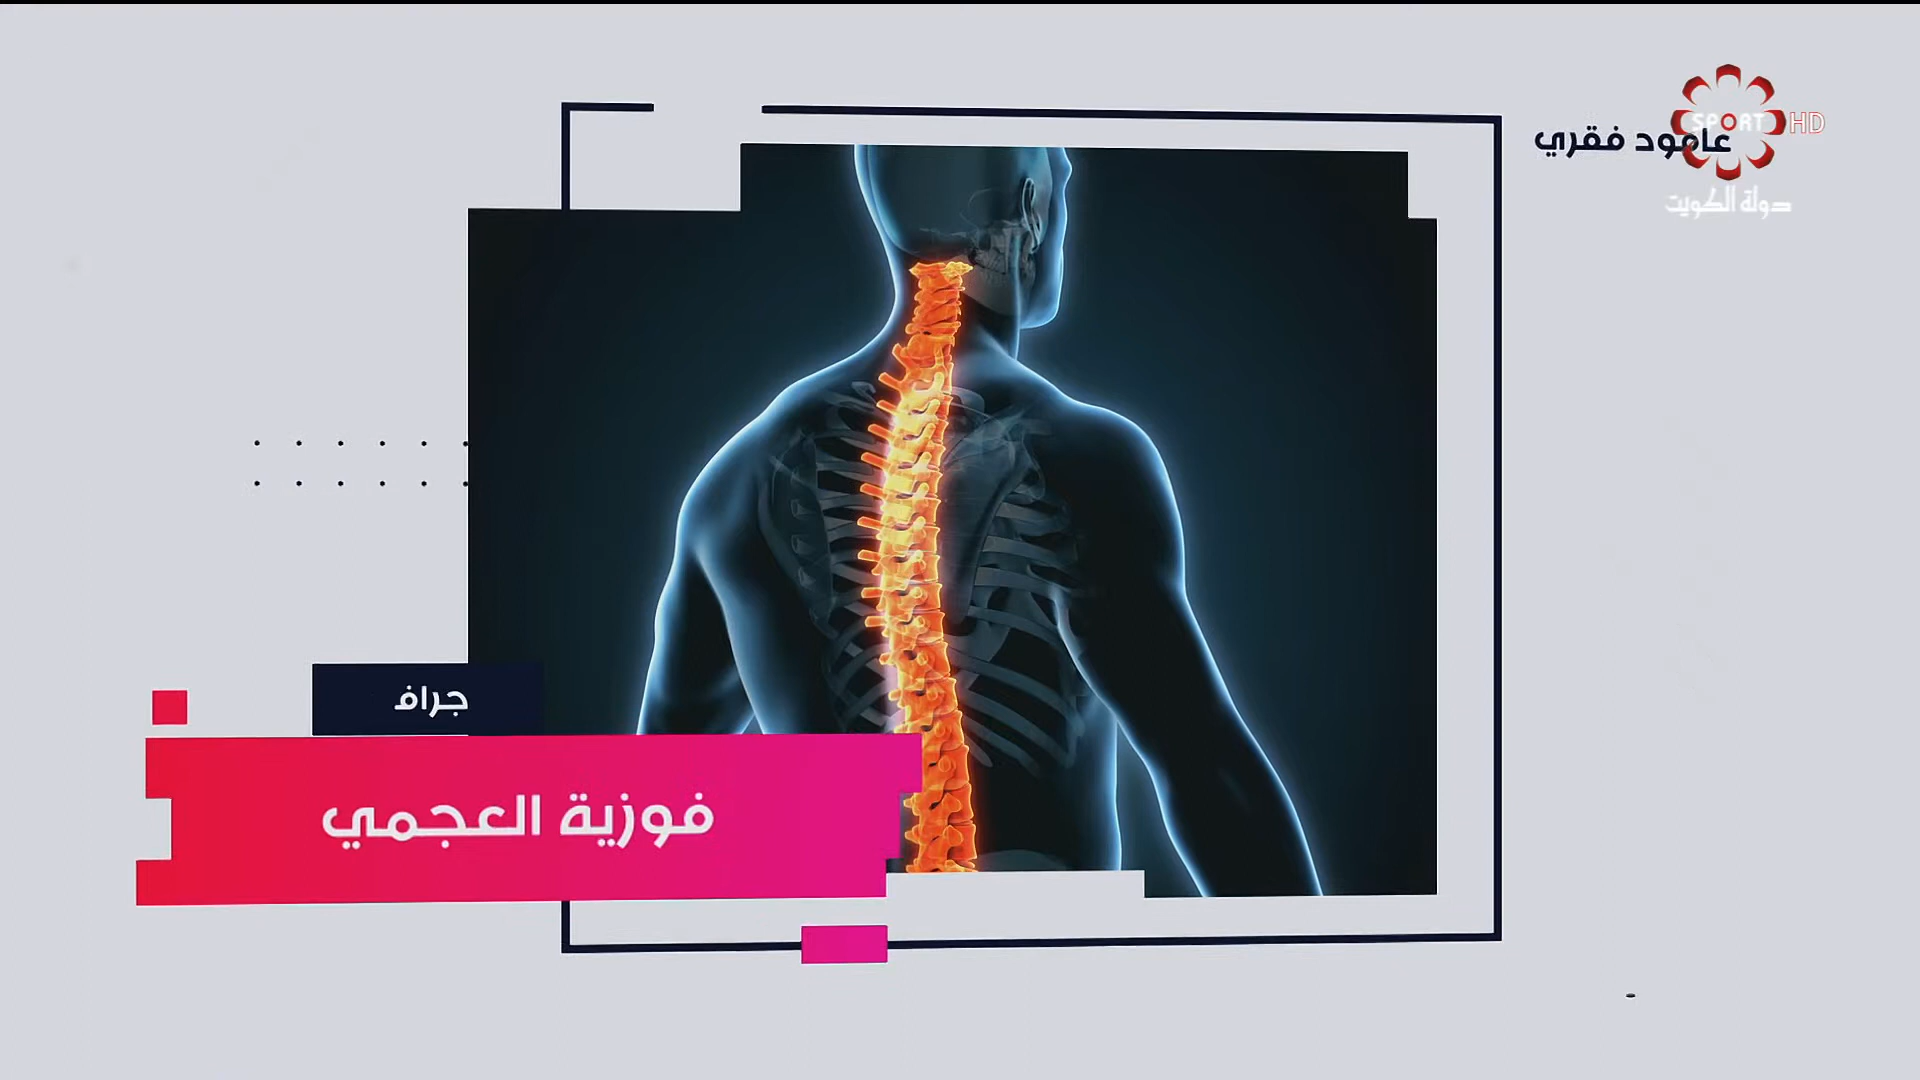 SPORT HD
عامود فقري
دولة الكويت
جراف
فوزية العجمي